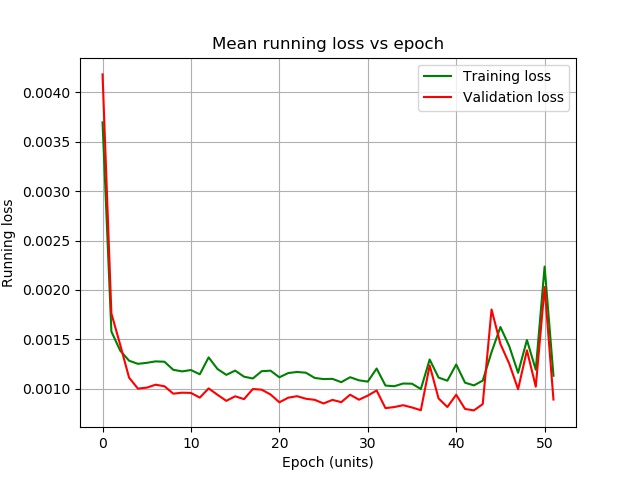 Mean running loss vs epoch
Training loss
Validation loss
0.0040
0.0035
0.0030
0.0025
0.0020
0.0015
0.0010
Running loss
0 10 20 30 40 50
Epoch (units)